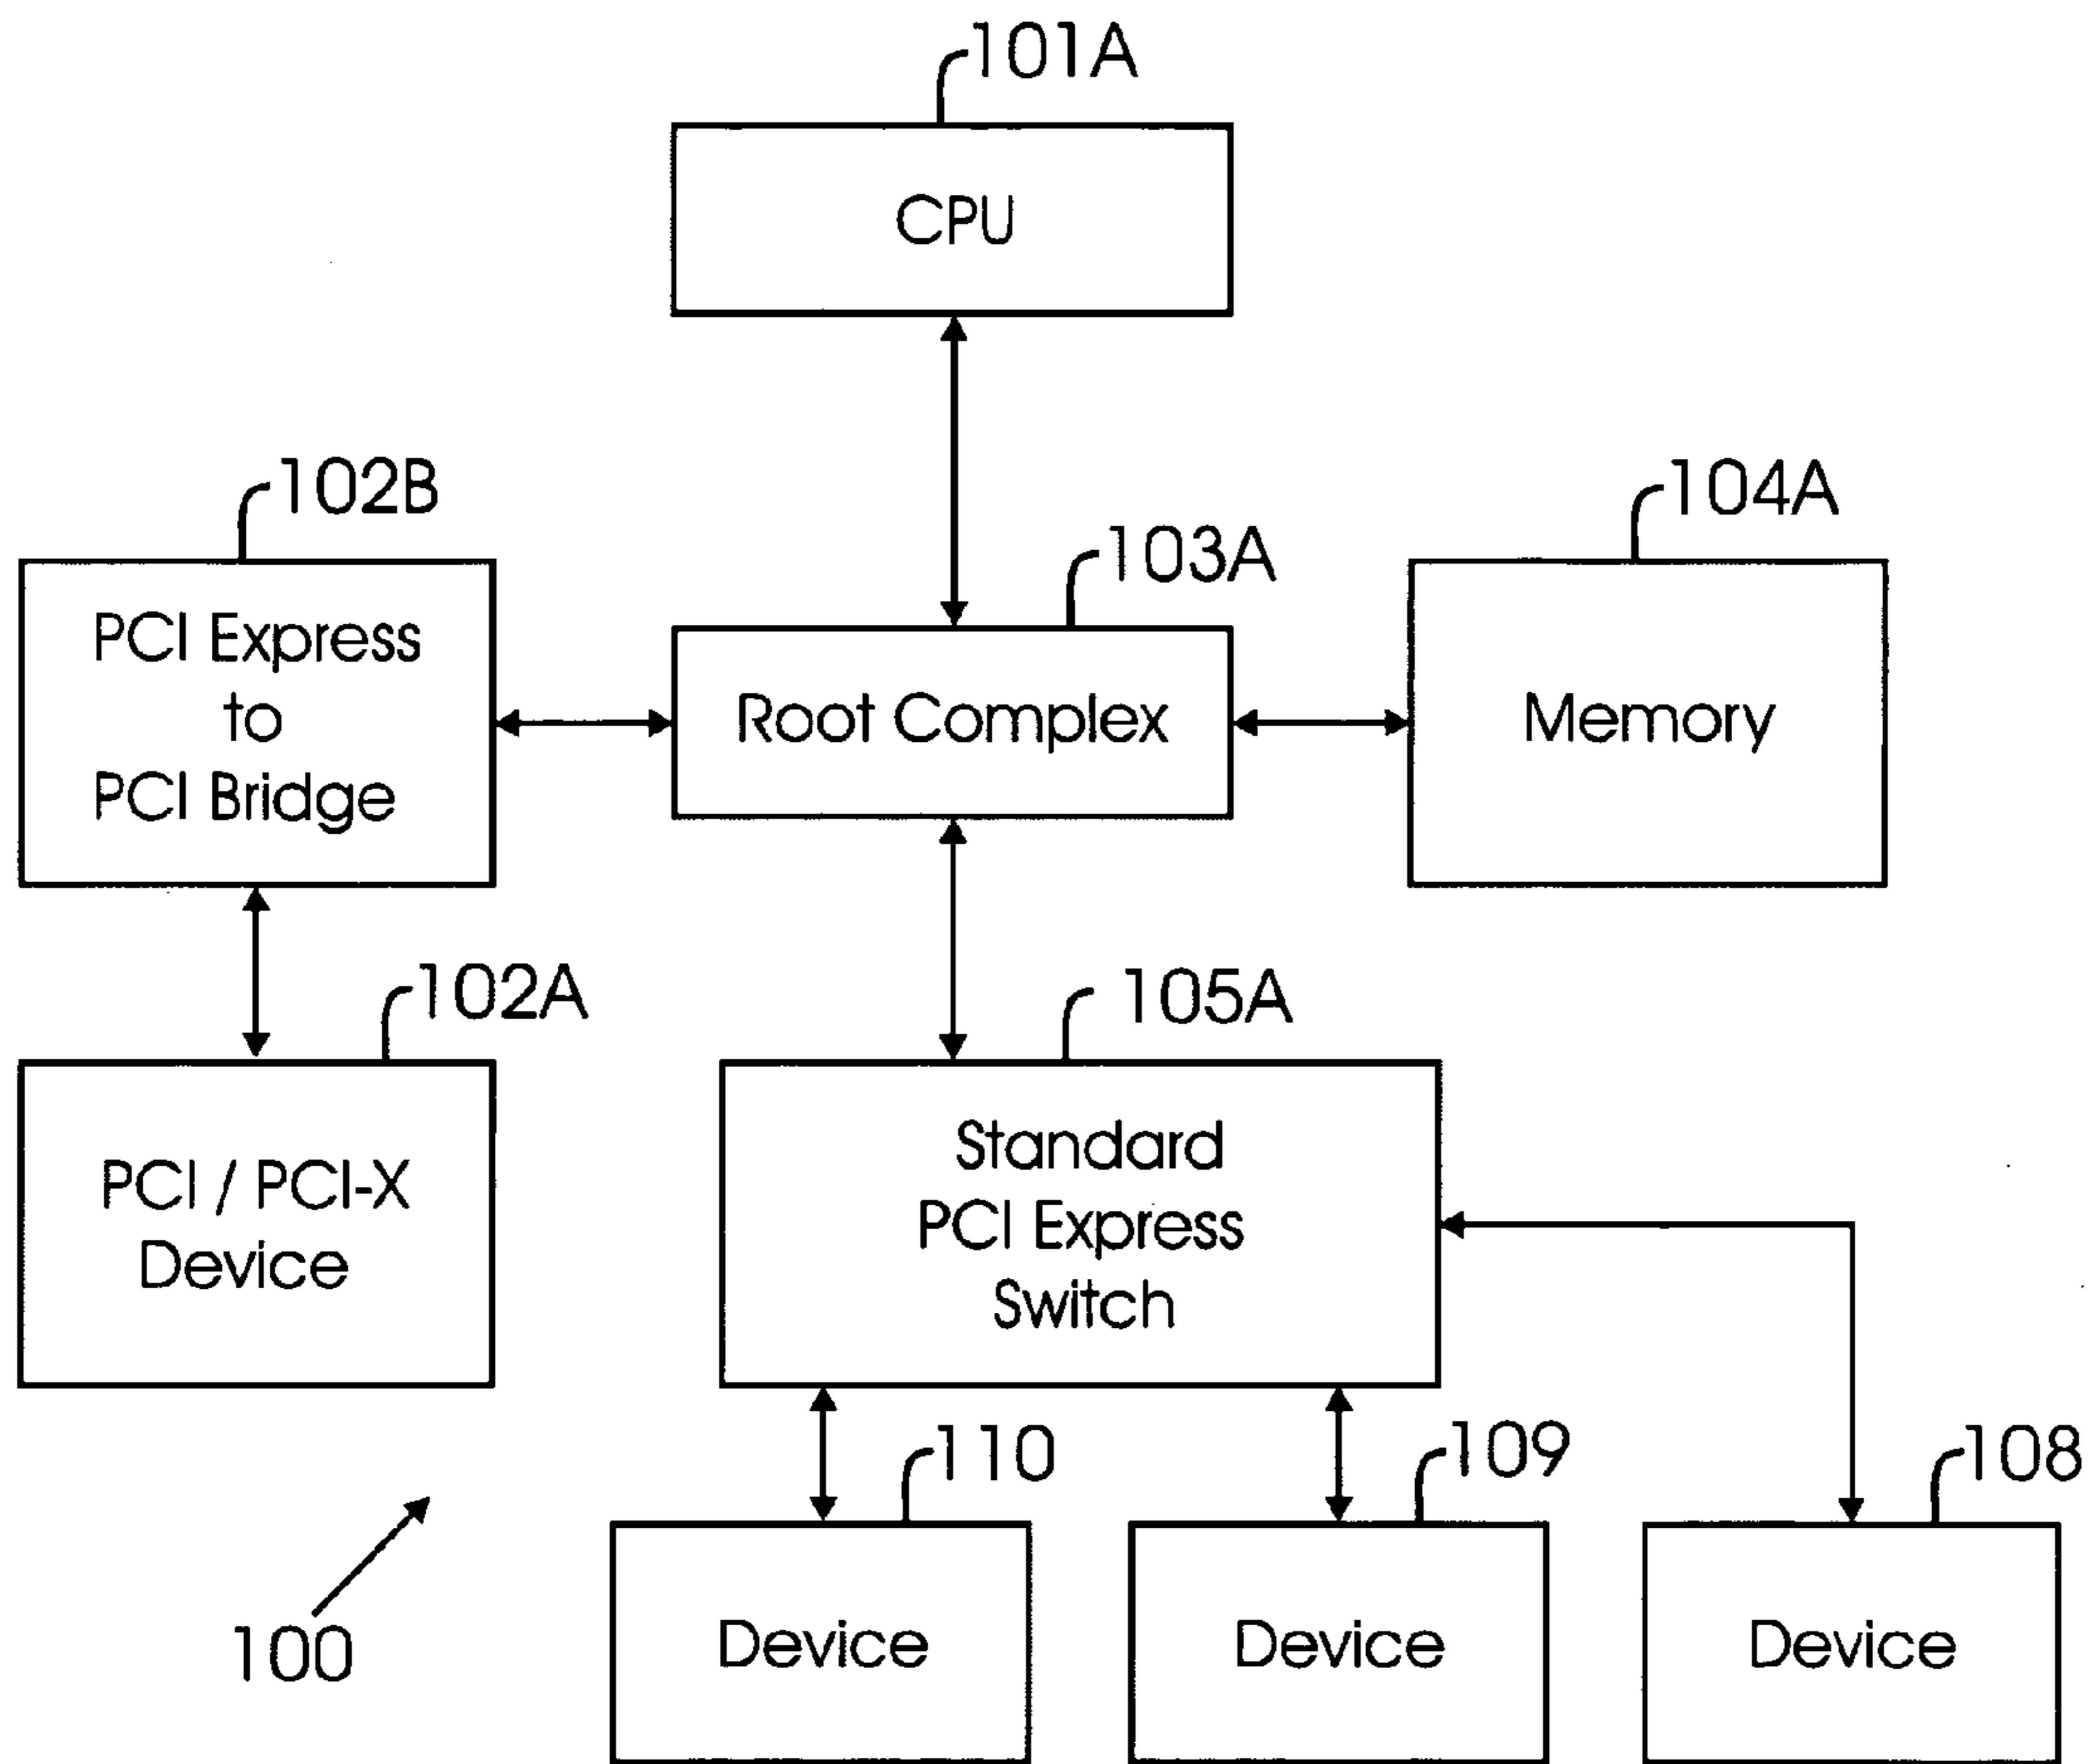 101A
CPU
102B
104A
103A
PCI Express
to
PCI Bridge
Root Complex
Memory
102A
105A
PCI / PCI-X
Device
Standard
PCI Express
Switch
110
109
108
100
Device
Device
Device